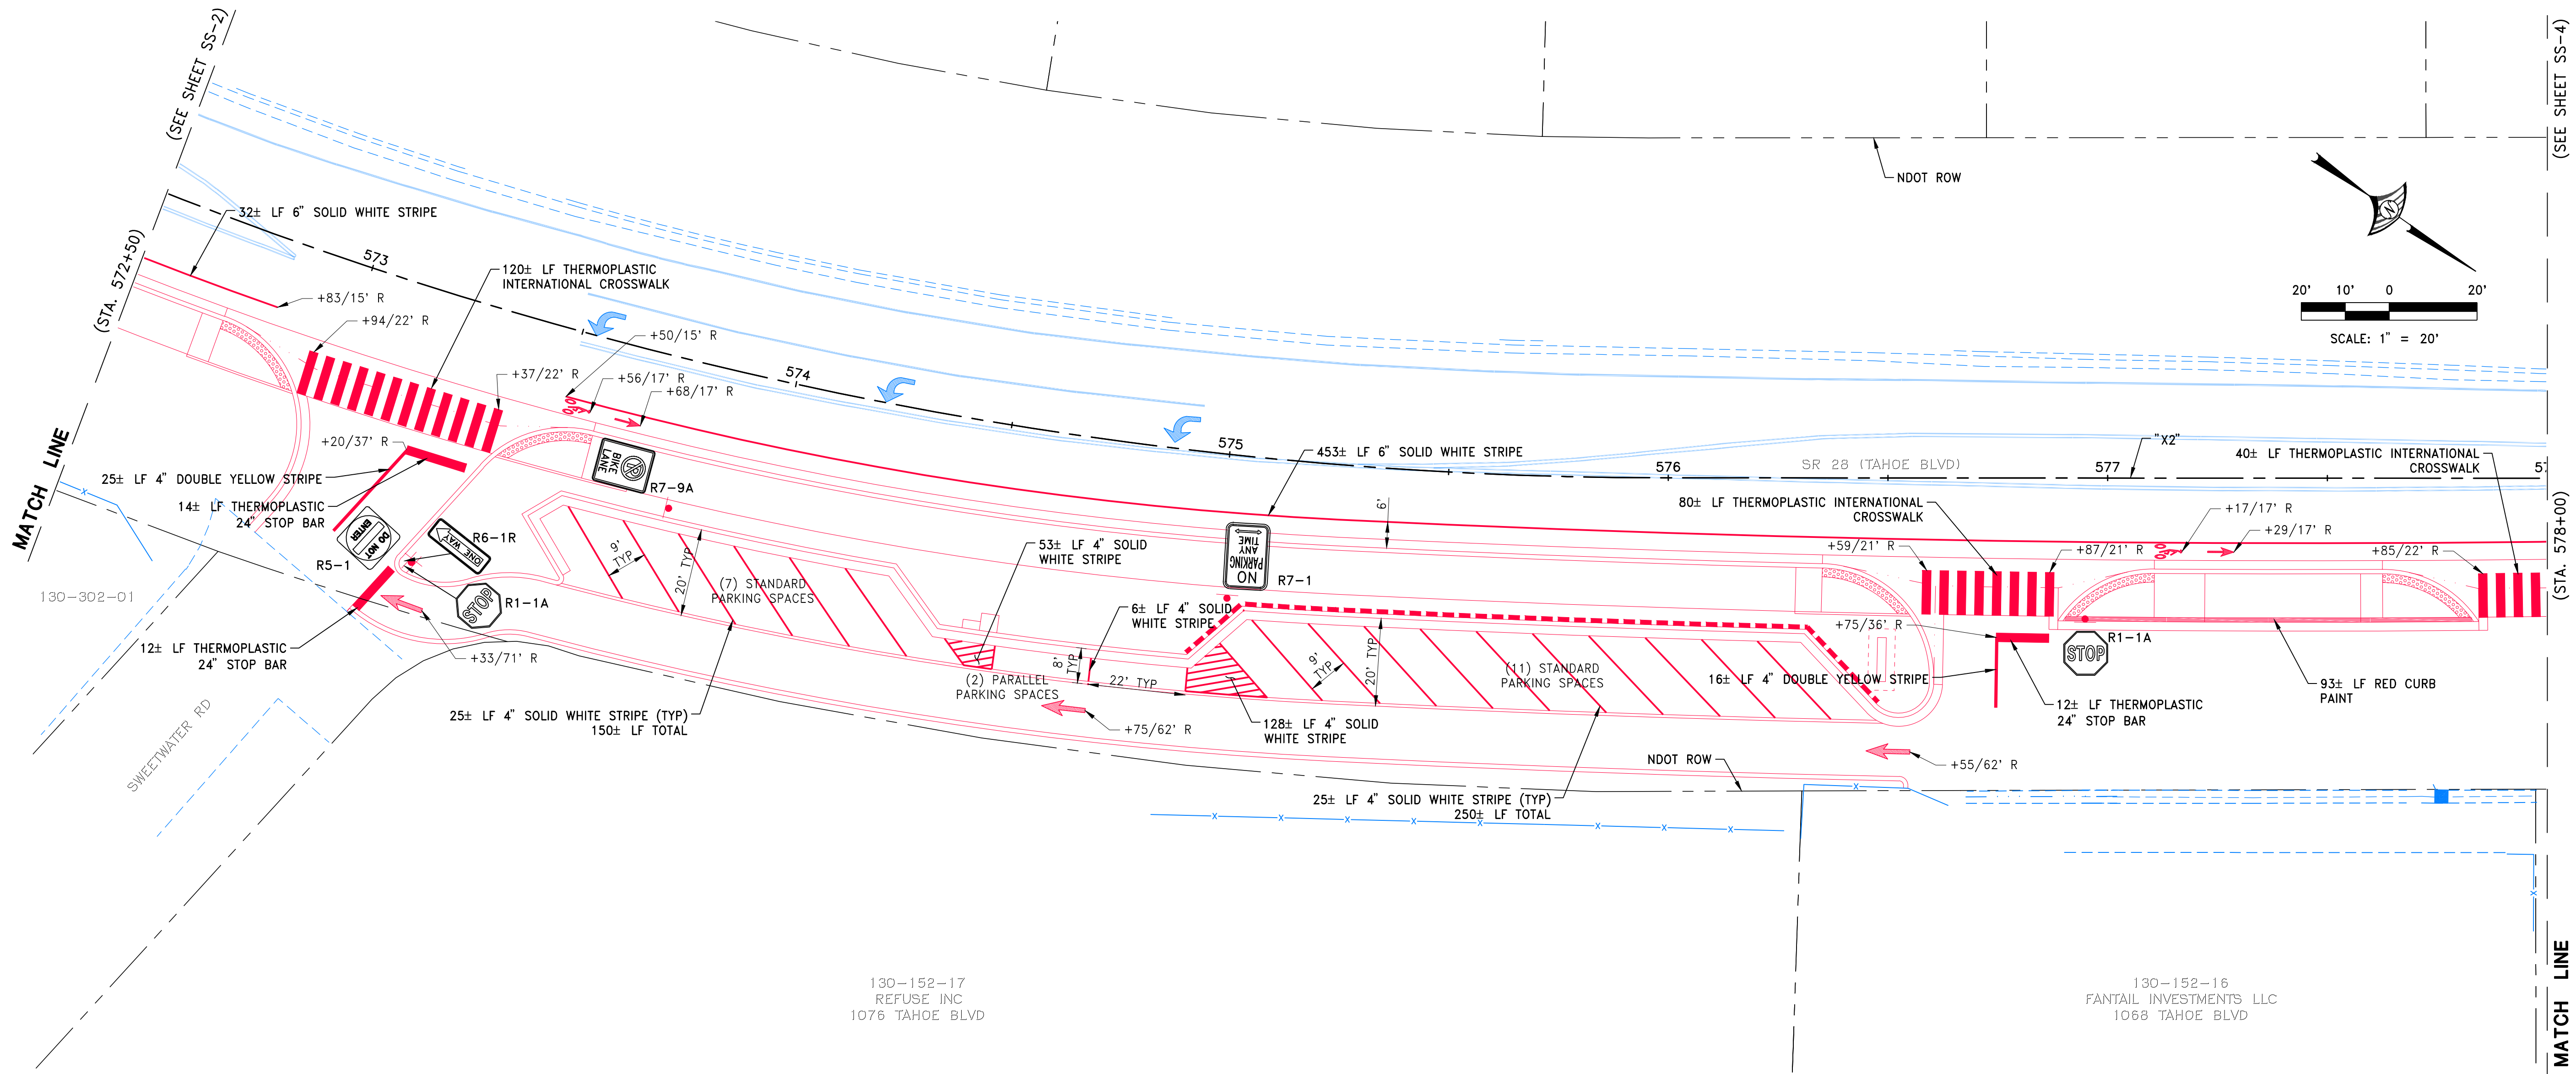 (SEE SHEET SS-2)
(STA. 572+50)
MATCH LINE
32± LF 6" SOLID WHITE STRIPE
573
+83/15' R
+94/22' R
120± LF THERMOPLASTIC
INTERNATIONAL CROSSWALK
+37/22' R
+50/15' R
+56/17' R
+68/17' R
574
575
576
577
57
+20/37' R
25± LF 4" DOUBLE YELLOW STRIPE
14± LF THERMOPLASTIC
24" STOP BAR
DO NOT
ENTER
R5-1
ONE WAY
R6-1R
STOP
R1-1A
BIKE
LANE
R7-9A
130-302-01
12± LF THERMOPLASTIC
24" STOP BAR
+33/71' R
SWEETWATER RD
9'
TYP
20' TYP
(7) STANDARD
PARKING SPACES
25± LF 4" SOLID WHITE STRIPE (TYP)
150± LF TOTAL
53± LF 4" SOLID
WHITE STRIPE
(2) PARALLEL
PARKING SPACES
8'
TYP
22' TYP
6± LF 4" SOLID
WHITE STRIPE
+75/62' R
128± LF 4" SOLID
WHITE STRIPE
453± LF 6" SOLID WHITE STRIPE
6'
NO
PARKING
ANY
TIME
R7-1
9'
TYP
20' TYP
(11) STANDARD
PARKING SPACES
25± LF 4" SOLID WHITE STRIPE (TYP)
250± LF TOTAL
NDOT ROW
SR 28 (TAHOE BLVD)
"X2"
80± LF THERMOPLASTIC INTERNATIONAL
CROSSWALK
+59/21' R
+87/21' R
+75/36' R
16± LF 4" DOUBLE YELLOW STRIPE
STOP
R1-1A
12± LF THERMOPLASTIC
24" STOP BAR
+55/62' R
40± LF THERMOPLASTIC INTERNATIONAL
CROSSWALK
+17/17' R
+29/17' R
+85/22' R
93± LF RED CURB
PAINT
NDOT ROW
N
20' 10' 0 20'
SCALE: 1" = 20'
(SEE SHEET SS-4)
(STA. 578+00)
MATCH LINE
130-152-17
REFUSE INC
1076 TAHOE BLVD
130-152-16
FANTAIL INVESTMENTS LLC
1068 TAHOE BLVD